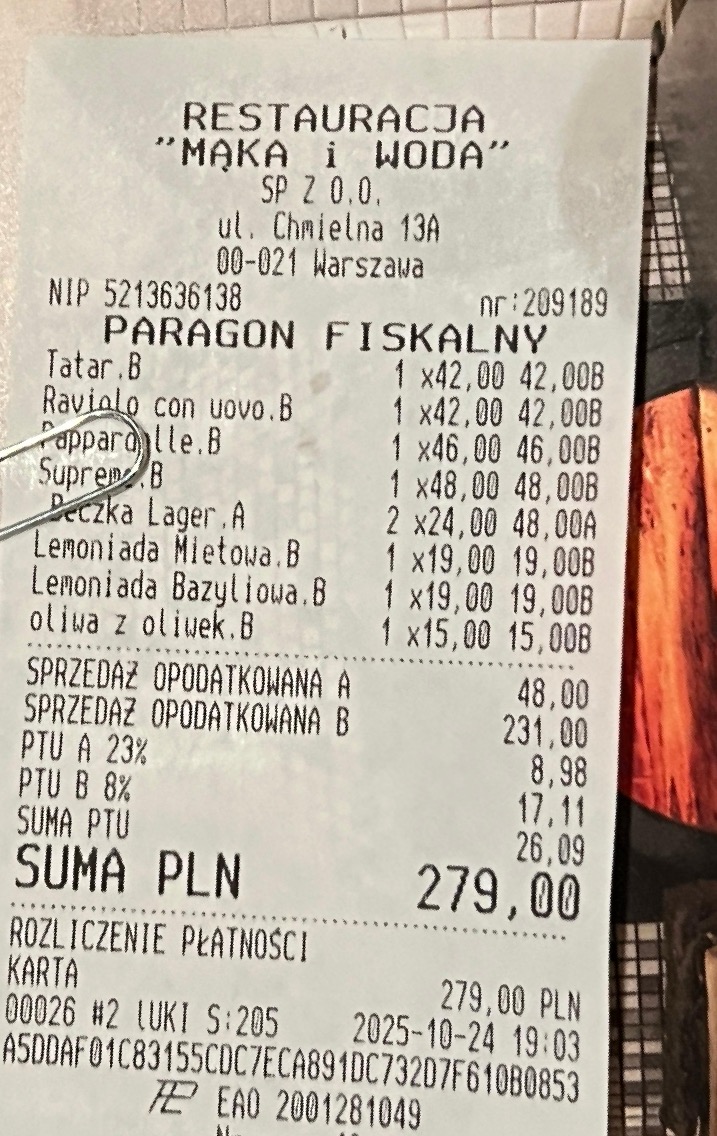 RESTAURACJA
"MĄKA i WODA"
SP Z O.O.
ul. Chmielna 13A
00-021 Warszawa
NIP 5213636138 nr:209189
PARAGON FISKALNY
Tatar.B 1 x42,00 42,00B
Raviolo con uovo.B 1 x42,00 42,00B
Pappardelle.B 1 x46,00 46,00B
Supreme.B 1 x48,00 48,00B
Beczka Lager.A 2 x24,00 48,00A
Lemoniada Mietowa.B 1 x19,00 19,00B
Lemoniada Bazyliowa.B 1 x19,00 19,00B
oliwa z oliwek.B 1 x15,00 15,00B
SPRZEDAŻ OPODATKOWANA A 48,00
SPRZEDAŻ OPODATKOWANA B 231,00
PTU A 23% 8,98
PTU B 8% 17,11
SUMA PTU 26,09
SUMA PLN 279,00
ROZLICZENIE PŁATNOŚCI
KARTA 279,00 PLN
00026 #2 LUKI S:205 2025-10-24 19:03
A5DDAF01C83155CDC7ECA891DC732D7F610B0853
EAO 2001281049